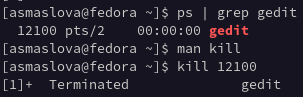 [asmaslova@fedora ~]$ ps | grep gedit
  12100 pts/2    00:00:00 gedit
[asmaslova@fedora ~]$ man kill
[asmaslova@fedora ~]$ kill 12100
[1]+  Terminated              gedit